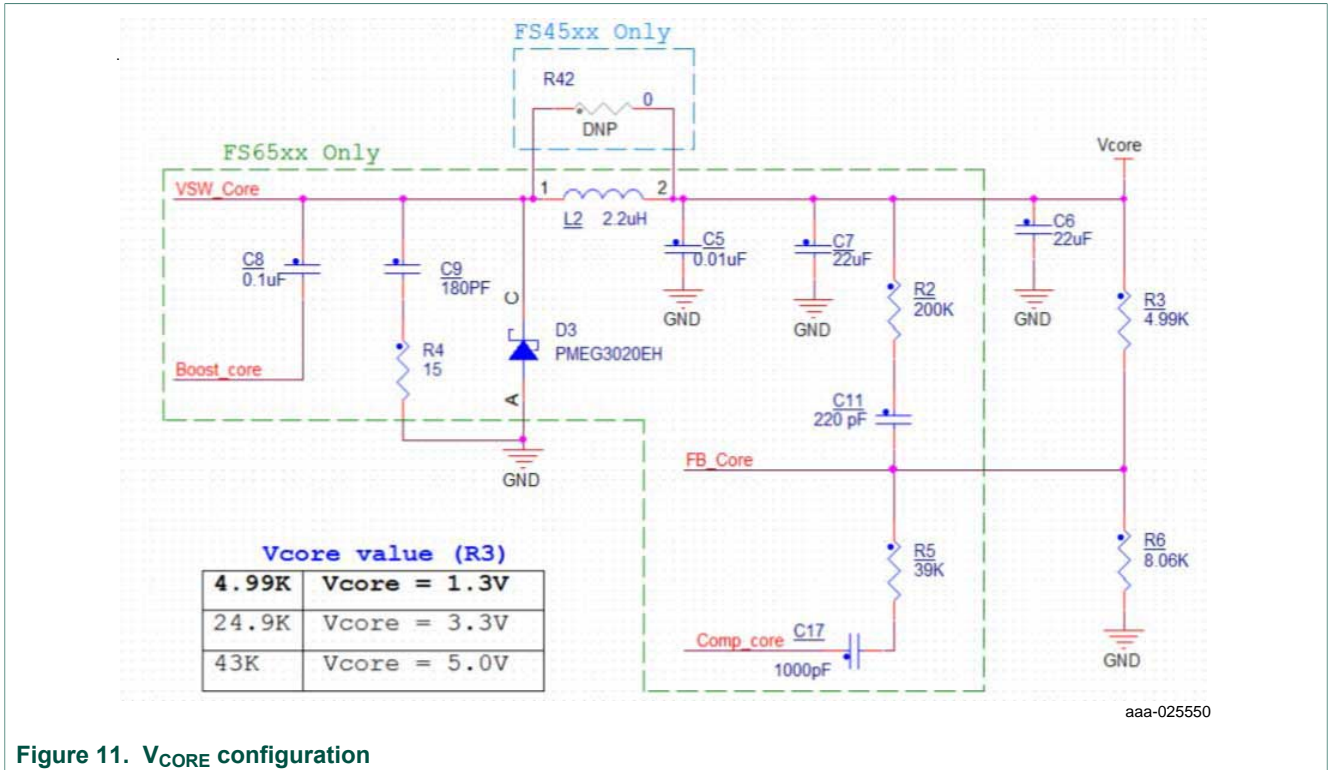 FS45xx Only
R42
0
DNP
FS65xx Only
Vcore
VSW_Core
1
2
L2 2.2uH
C8
0.1uF
C9
180PF
C
D3
PMEG3020EH
A
R4
15
Boost_core
GND
C5
0.01uF
GND
C7
22uF
GND
R2
200K
C11
220 pF
C6
22uF
GND
R3
4.99K
FB_Core
R5
39K
R6
8.06K
GND
Comp_core
C17
1000pF
Vcore value (R3)
4.99K Vcore = 1.3V
24.9K Vcore = 3.3V
43K Vcore = 5.0V
aaa-025550
Figure 11. VCORE configuration